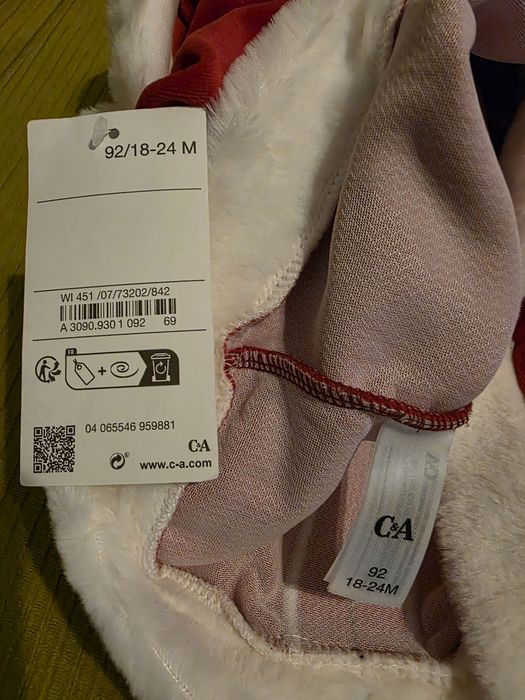 92/18-24 M
WI 451 /07/73202/842
A 3090.930 1 092 69
FR
04 065546 959881
C&A
www.c-a.com
C&A
92
18-24M